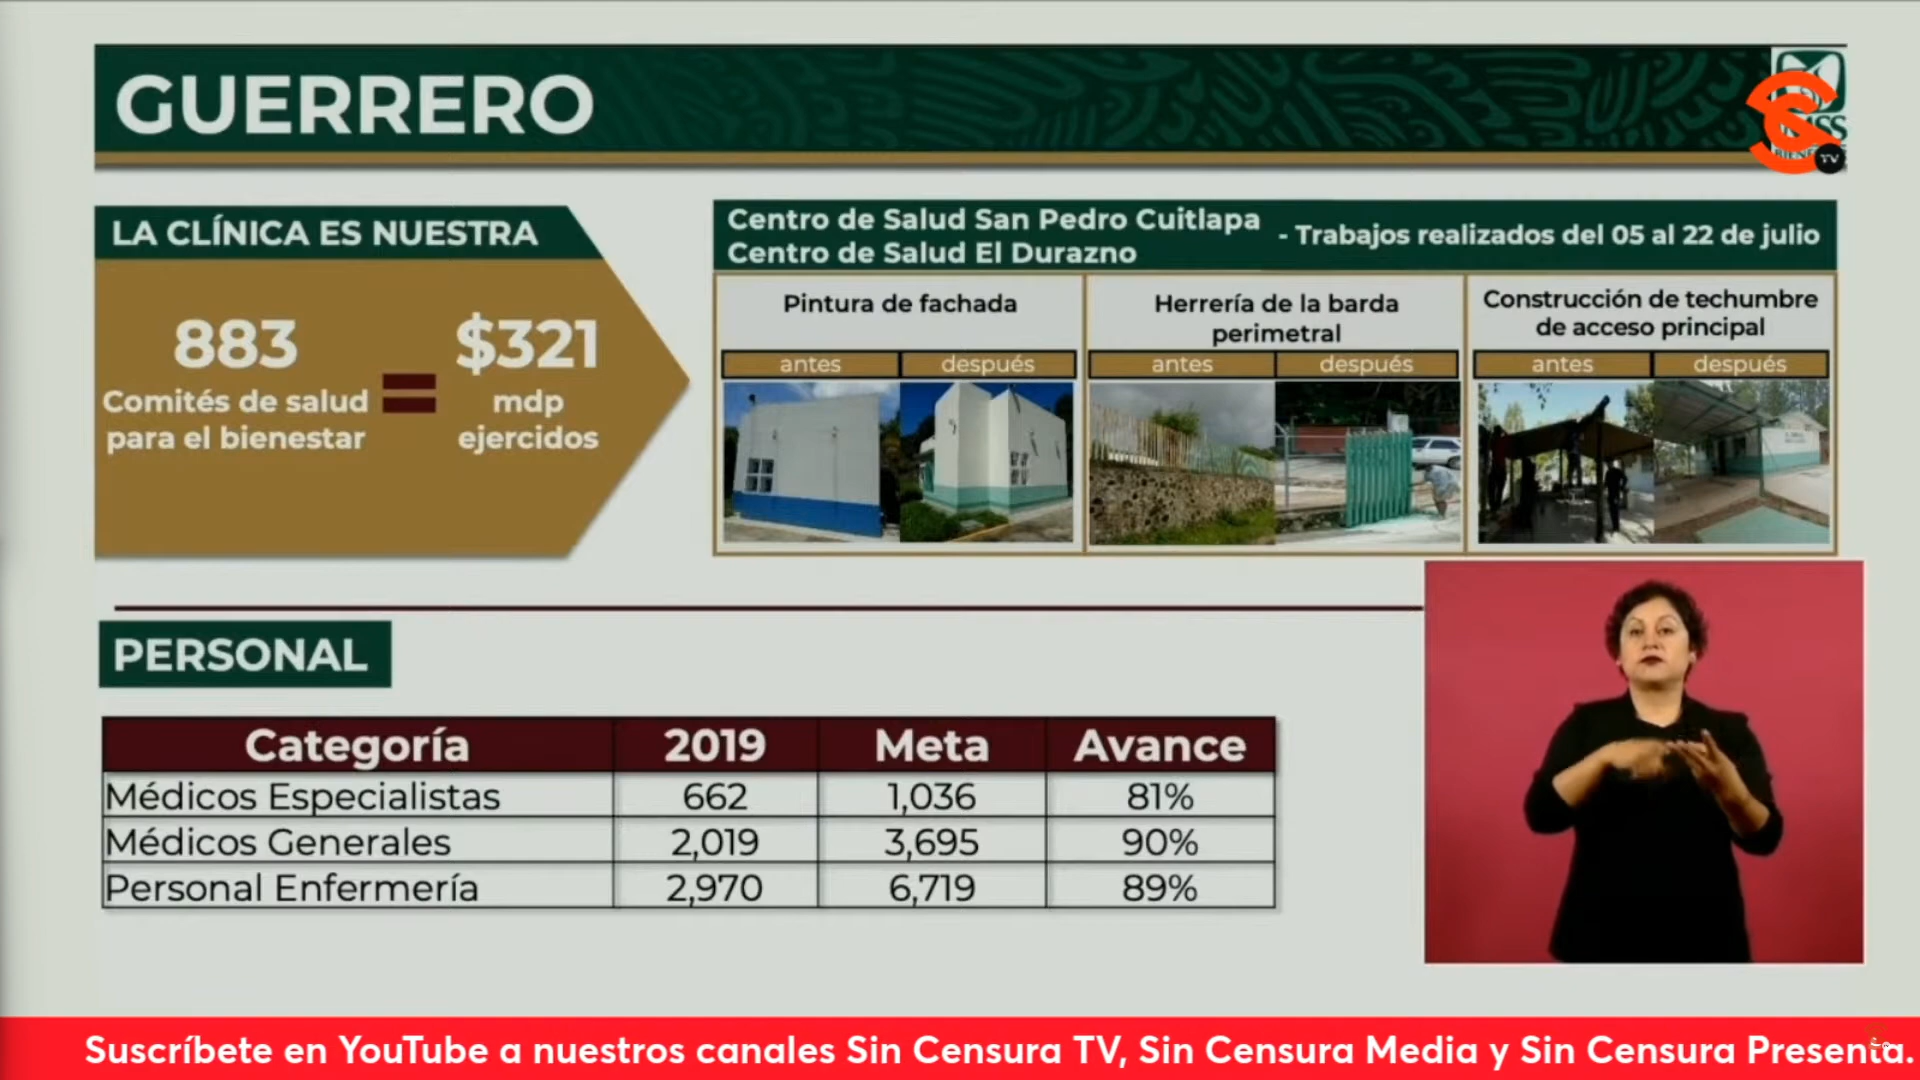 GUERRERO
LA CLÍNICA ES NUESTRA
883
Comités de salud
para el bienestar
=
$321
mdp
ejercidos
Centro de Salud San Pedro Cuitlapa
Centro de Salud El Durazno
- Trabajos realizados del 05 al 22 de julio
Pintura de fachada
antes después
Herrería de la barda
perimetral
antes después
Construcción de techumbre
de acceso principal
antes después
PERSONAL
Categoría 2019 Meta Avance
Médicos Especialistas 662 1,036 81%
Médicos Generales 2,019 3,695 90%
Personal Enfermería 2,970 6,719 89%
TV
Suscríbete en YouTube a nuestros canales Sin Censura TV, Sin Censura Media y Sin Censura Presenta.